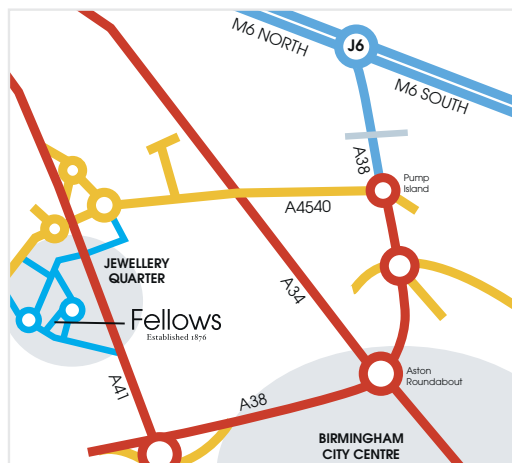 M6 NORTH
J6
M6 SOUTH
A38
Pump
Island
A4540
JEWELLERY
QUARTER
A34
Fellows
Established 1876
Aston
Roundabout
A41
A38
BIRMINGHAM
CITY CENTRE